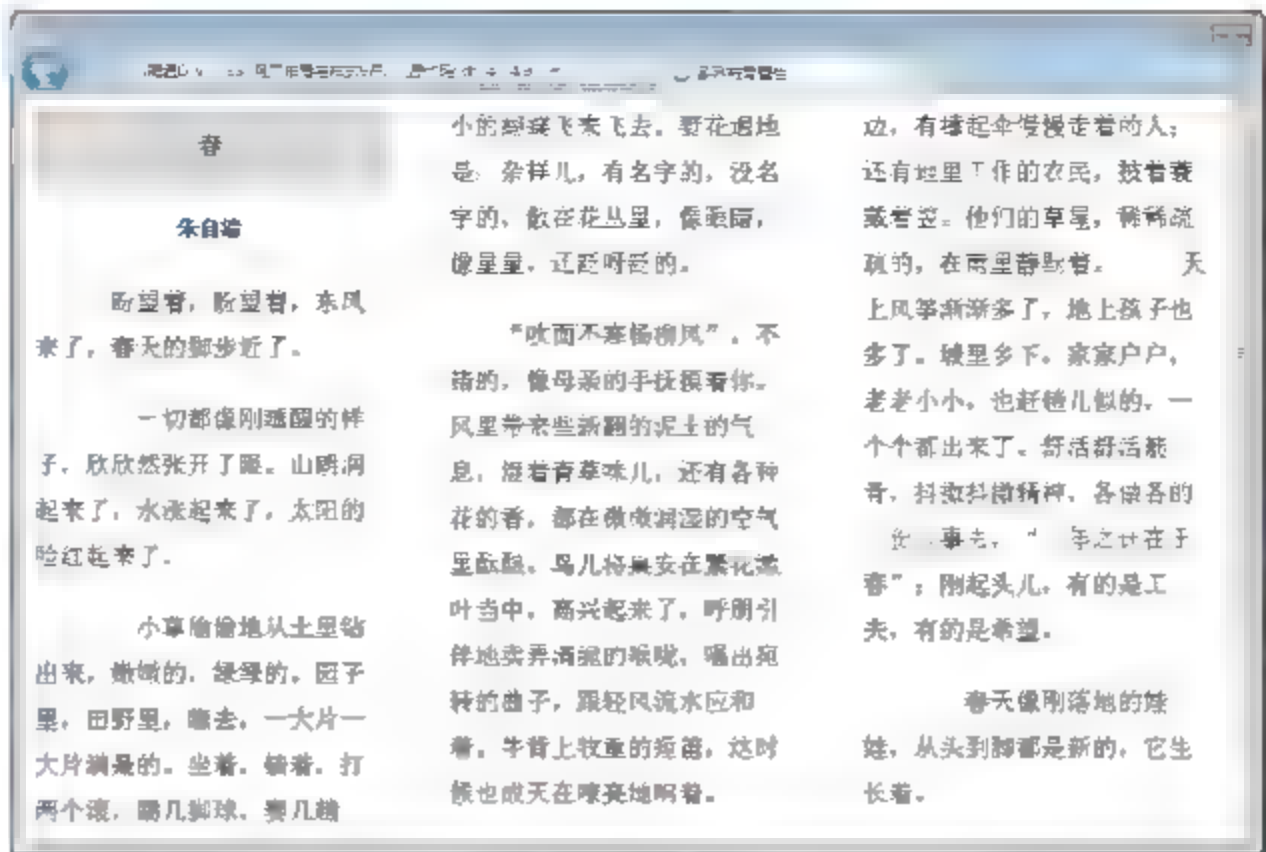 春
朱自清
盼望着，盼望着，东风
来了，春天的脚步近了。
一切都像刚睡醒的样
子，欣欣然张开了眼。山朗润
起来了，水涨起来了，太阳的
脸红起来了。
小草偷偷地从土里钻
出来，嫩嫩的，绿绿的。园子
里，田野里，瞧去，一大片一
大片满是的。坐着，躺着，打
两个滚，踢几脚球，赛几趟
小的蝴蝶飞来飞去。野花遍地
是：杂样儿，有名字的，没名
字的，散在花丛里，像眼睛，
像星星，还眨呀眨的。
“吹面不寒杨柳风”，不
错的，像母亲的手抚摸着你。
风里带来些新翻的泥土的气
息，混着青草味儿，还有各种
花的香，都在微微润湿的空气
里酝酿。鸟儿将巢安在繁花嫩
叶当中，高兴起来了，呼朋引
伴地卖弄清脆的喉咙，唱出宛
转的曲子，跟轻风流水应和
着。牛背上牧童的短笛，这时
候也成天在嘹亮地响着。
边，有撑起伞慢慢走着的人；
还有地里工作的农民，披着蓑
戴着笠。他们的草屋，稀稀疏
疏的，在雨里静默着。 天
上风筝渐渐多了，地上孩子也
多了。城里乡下，家家户户，
老老小小，也赶趟儿似的，一
个个都出来了。舒活舒活筋
骨，抖擞抖擞精神，各做各的
事去。“ 年之计在于
春”；刚起头儿，有的是工
夫，有的是希望。
春天像刚落地的娃
娃，从头到脚都是新的，它生
长着。